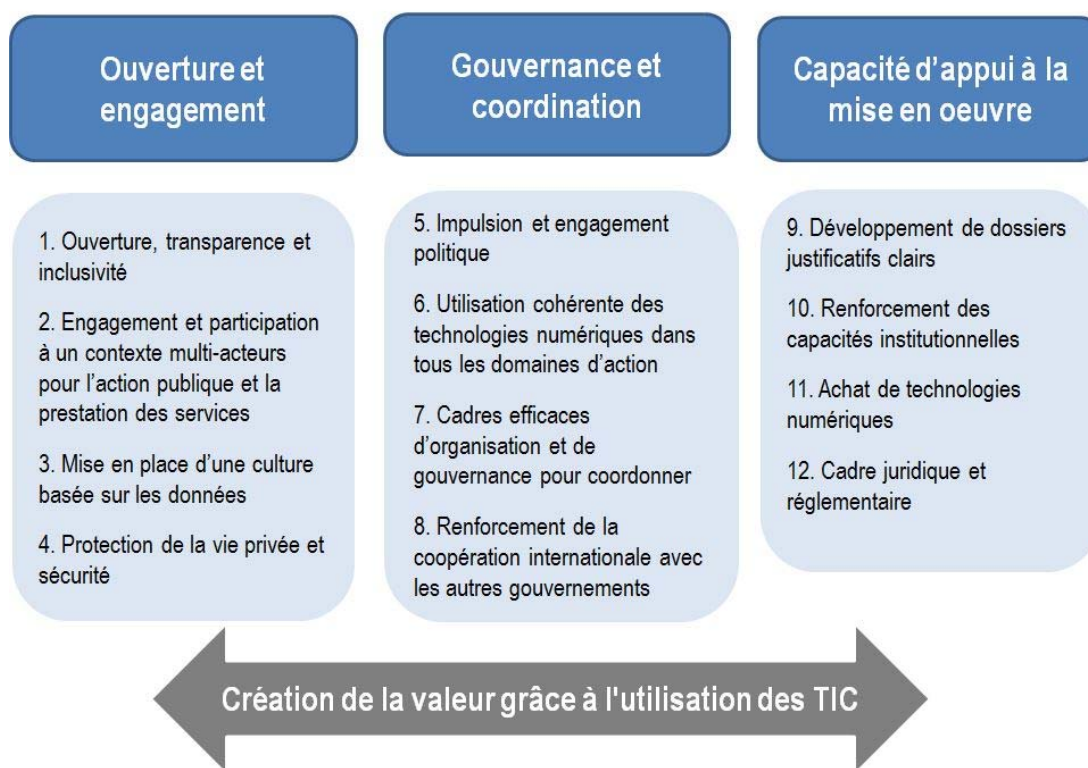 Ouverture et
engagement
1. Ouverture, transparence et
inclusivité
2. Engagement et participation
à un contexte multi-acteurs
pour l'action publique et la
prestation des services
3. Mise en place d'une culture
basée sur les données
4. Protection de la vie privée et
sécurité
Gouvernance et
coordination
5. Impulsion et engagement
politique
6. Utilisation cohérente des
technologies numériques dans
tous les domaines d'action
7. Cadres efficaces
d'organisation et de
gouvernance pour coordonner
8. Renforcement de la
coopération internationale avec
les autres gouvernements
Capacité d'appui à la
mise en oeuvre
9. Développement de dossiers
justificatifs clairs
10. Renforcement des
capacités institutionnelles
11. Achat de technologies
numériques
12. Cadre juridique et
réglementaire
Création de la valeur grâce à l'utilisation des TIC